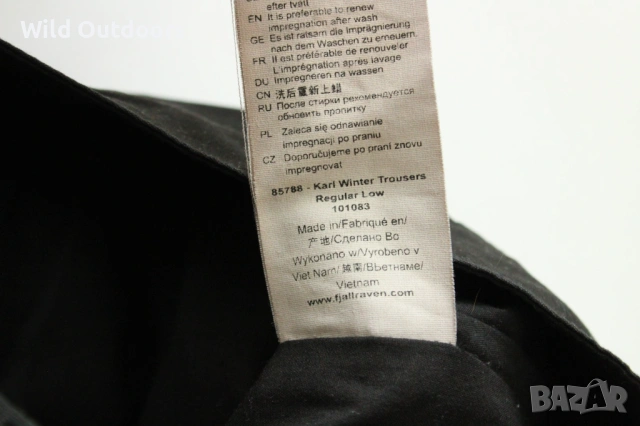 Wild Outdoor
efter tvätt
EN It is preferable to renew
impregnation after wash
GE Es ist ratsam die Imprägnierung
nach dem Waschen zu erneuern
FR Il est préférable de renouveler
L'imprégnation après lavage
DU Impregneren na wassen
CN 洗后重新上蜡
RU После стирки рекомендуется
обновить пропитку
PL Zaleca się odnawianie
impregnacji po praniu
CZ Doporučujeme po praní znovu
impregnovat
85788 - Karl Winter Trousers
Regular Low
101083
Made in/Fabriqué en/
产地/Сделано Во
Wykonano w/Vyrobeno v
Viet Nam/越南/Вьетнаме/
Vietnam
www.fjallraven.com
BAZAR